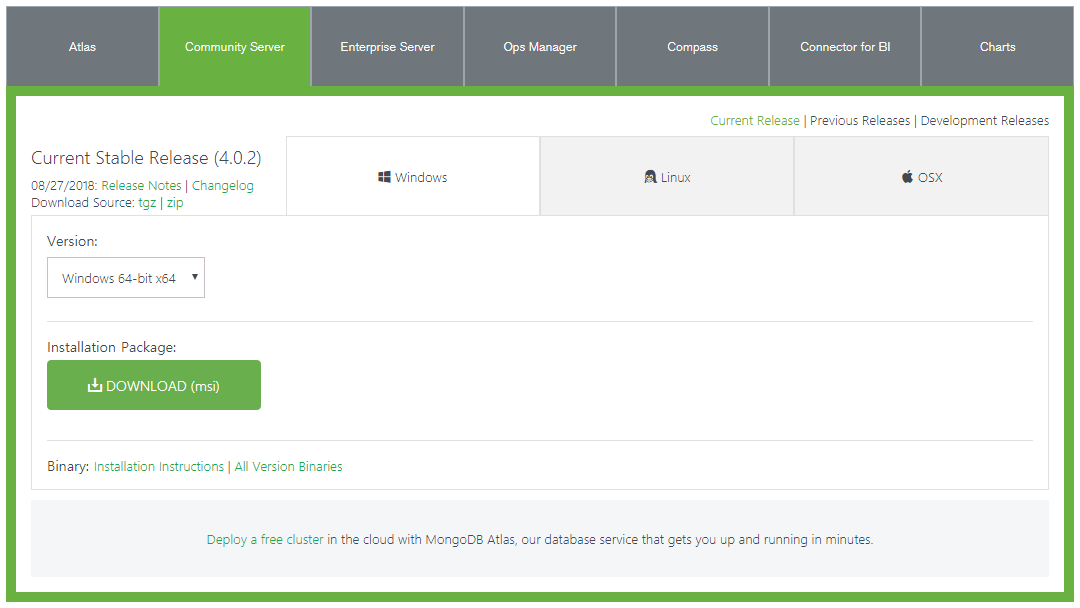 Atlas
Community Server
Enterprise Server
Ops Manager
Compass
Connector for BI
Charts
Current Release | Previous Releases | Development Releases
Current Stable Release (4.0.2)
08/27/2018: Release Notes | Changelog
Download Source: tgz | zip
Windows
Linux
OSX
Version:
Windows 64-bit x64
Installation Package:
DOWNLOAD (msi)
Binary: Installation Instructions | All Version Binaries
Deploy a free cluster in the cloud with MongoDB Atlas, our database service that gets you up and running in minutes.